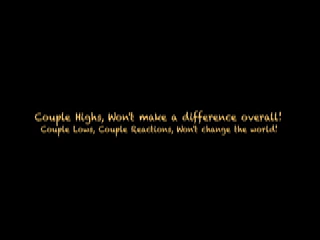 Couple Highs, Won't make a difference overall!
Couple Lows, Couple Reactions, Won't change the world!